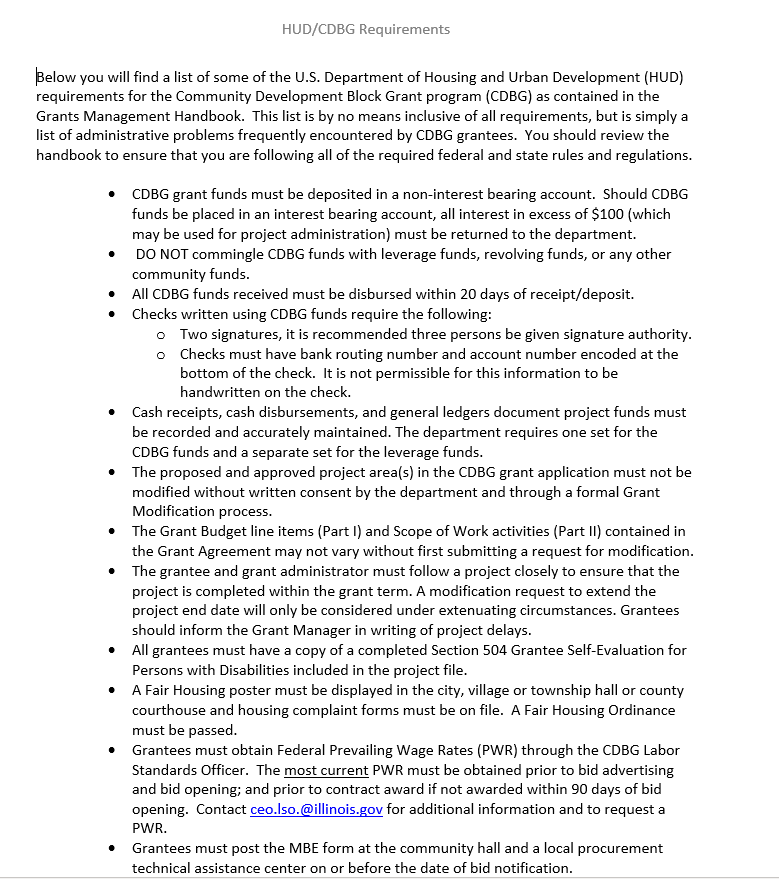 HUD/CDBG Requirements
Below you will find a list of some of the U.S. Department of Housing and Urban Development (HUD)
requirements for the Community Development Block Grant program (CDBG) as contained in the
Grants Management Handbook.  This list is by no means inclusive of all requirements, but is simply a
list of administrative problems frequently encountered by CDBG grantees.  You should review the
handbook to ensure that you are following all of the required federal and state rules and regulations.
• CDBG grant funds must be deposited in a non-interest bearing account.  Should CDBG
funds be placed in an interest bearing account, all interest in excess of $100 (which
may be used for project administration) must be returned to the department.
• DO NOT commingle CDBG funds with leverage funds, revolving funds, or any other
community funds.
• All CDBG funds received must be disbursed within 20 days of receipt/deposit.
• Checks written using CDBG funds require the following:
o Two signatures, it is recommended three persons be given signature authority.
o Checks must have bank routing number and account number encoded at the
bottom of the check.  It is not permissible for this information to be
handwritten on the check.
• Cash receipts, cash disbursements, and general ledgers document project funds must
be recorded and accurately maintained. The department requires one set for the
CDBG funds and a separate set for the leverage funds.
• The proposed and approved project area(s) in the CDBG grant application must not be
modified without written consent by the department and through a formal Grant
Modification process.
• The Grant Budget line items (Part I) and Scope of Work activities (Part II) contained in
the Grant Agreement may not vary without first submitting a request for modification.
• The grantee and grant administrator must follow a project closely to ensure that the
project is completed within the grant term. A modification request to extend the
project end date will only be considered under extenuating circumstances. Grantees
should inform the Grant Manager in writing of project delays.
• All grantees must have a copy of a completed Section 504 Grantee Self-Evaluation for
Persons with Disabilities included in the project file.
• A Fair Housing poster must be displayed in the city, village or township hall or county
courthouse and housing complaint forms must be on file.  A Fair Housing Ordinance
must be passed.
• Grantees must obtain Federal Prevailing Wage Rates (PWR) through the CDBG Labor
Standards Officer.  The most current PWR must be obtained prior to bid advertising
and bid opening; and prior to contract award if not awarded within 90 days of bid
opening.  Contact ceo.lso.@illinois.gov for additional information and to request a
PWR.
• Grantees must post the MBE form at the community hall and a local procurement
technical assistance center on or before the date of bid notification.